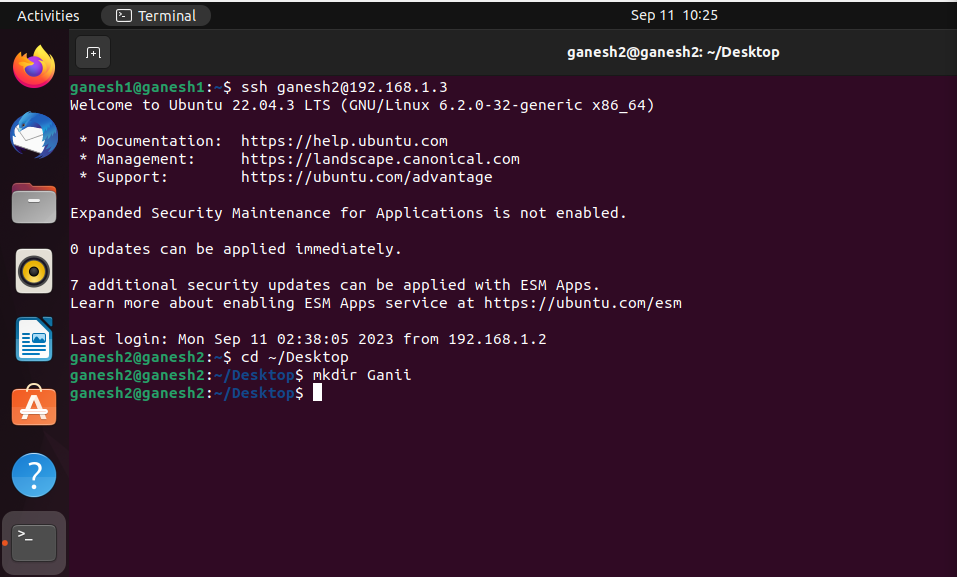 Activities
Terminal
Sep 11 10:25
ganesh2@ganesh2: ~/Desktop
ganesh1@ganesh1:~$ ssh ganesh2@192.168.1.3
Welcome to Ubuntu 22.04.3 LTS (GNU/Linux 6.2.0-32-generic x86_64)
* Documentation:  https://help.ubuntu.com
* Management:     https://landscape.canonical.com
* Support:        https://ubuntu.com/advantage
Expanded Security Maintenance for Applications is not enabled.
0 updates can be applied immediately.
7 additional security updates can be applied with ESM Apps.
Learn more about enabling ESM Apps service at https://ubuntu.com/esm
Last login: Mon Sep 11 02:38:05 2023 from 192.168.1.2
ganesh2@ganesh2:~$ cd ~/Desktop
ganesh2@ganesh2:~/Desktop$ mkdir Ganii
ganesh2@ganesh2:~/Desktop$